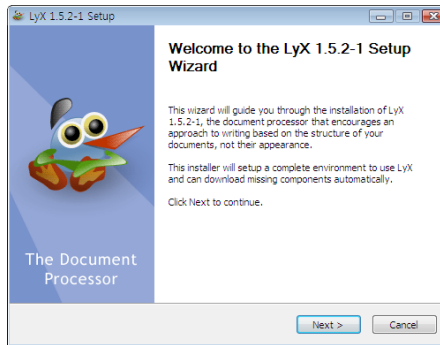 LyX 1.5.2-1 Setup
Welcome to the LyX 1.5.2-1 Setup
Wizard
This wizard will guide you through the installation of LyX
1.5.2-1, the document processor that encourages an
approach to writing based on the structure of your
documents, not their appearance.
This installer will setup a complete environment to use LyX
and can download missing components automatically.
Click Next to continue.
The Document
Processor
Next >
Cancel